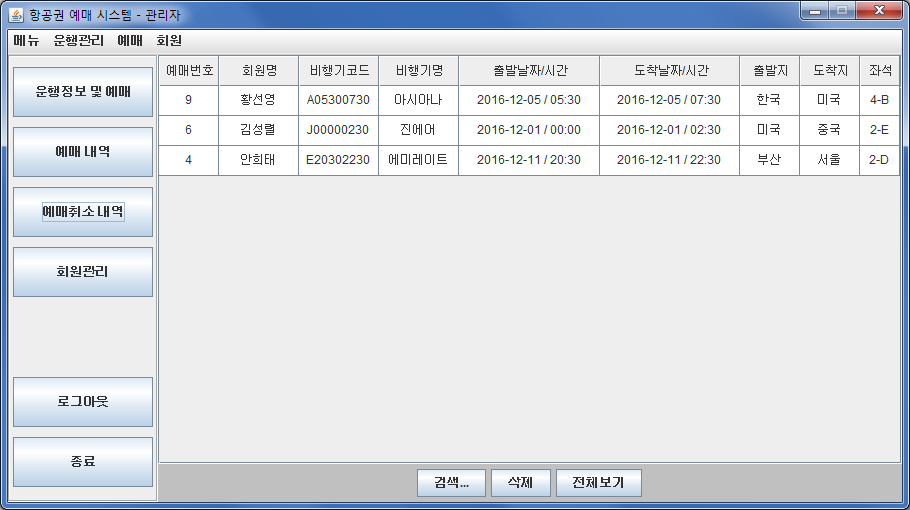 항공권 예매 시스템 - 관리자
메뉴 운행관리 예매 회원
운행정보 및 예매
예매 내역
예매취소 내역
회원관리
로그아웃
종료
예매번호 회원명 비행기코드 비행기명 출발날짜/시간 도착날짜/시간 출발지 도착지 좌석
9 황선영 A05300730 아시아나 2016-12-05 / 05:30 2016-12-05 / 07:30 한국 미국 4-B
6 김성렬 J00000230 진에어 2016-12-01 / 00:00 2016-12-01 / 02:30 미국 중국 2-E
4 안희태 E20302230 에미레이트 2016-12-11 / 20:30 2016-12-11 / 22:30 부산 서울 2-D
검색... 삭제 전체보기